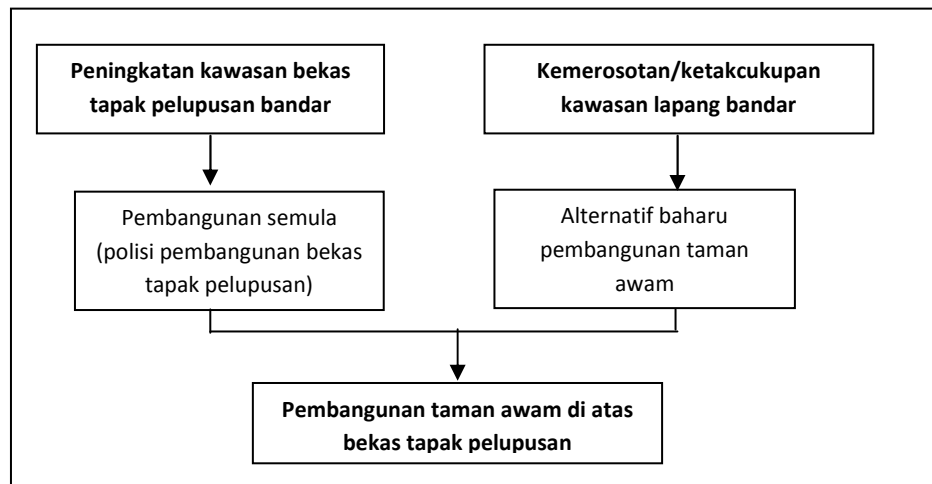 Peningkatan kawasan bekas
tapak pelupusan bandar
Kemerosotan/ketakcukupan
kawasan lapang bandar
Pembangunan semula
(polisi pembangunan bekas
tapak pelupusan)
Alternatif baharu
pembangunan taman
awam
Pembangunan taman awam di atas
bekas tapak pelupusan